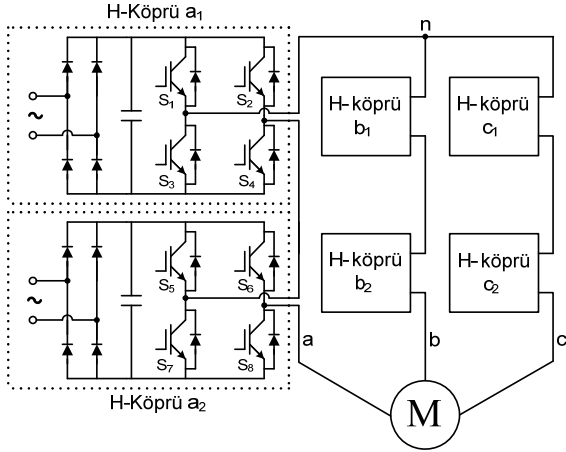 H-Köprü a₁
n
S₁
S₂
S₃
S₄
~
H-köprü
b₁
H-köprü
c₁
S₅
S₆
S₇
S₈
~
H-köprü
b₂
H-köprü
c₂
a
b
c
H-Köprü a₂
M